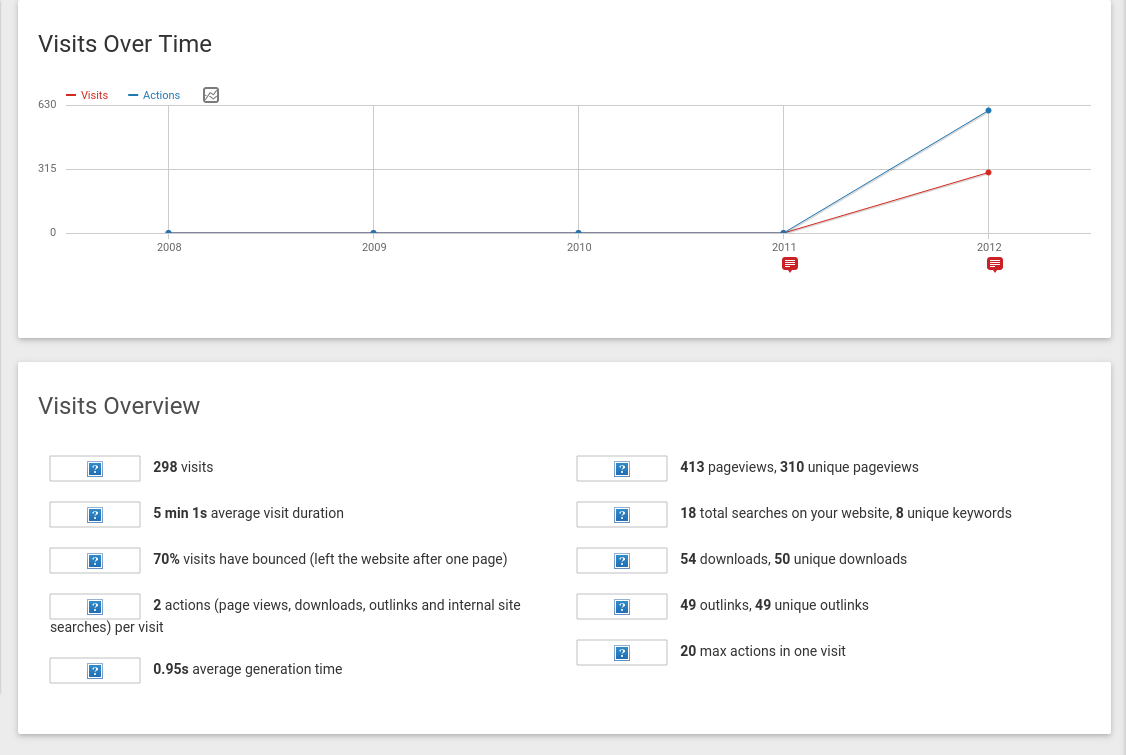 Visits Over Time
Visits Actions
630
315
0
2008 2009 2010 2011 2012
Visits Overview
298 visits
5 min 1s average visit duration
70% visits have bounced (left the website after one page)
2 actions (page views, downloads, outlinks and internal site
searches) per visit
0.95s average generation time
413 pageviews, 310 unique pageviews
18 total searches on your website, 8 unique keywords
54 downloads, 50 unique downloads
49 outlinks, 49 unique outlinks
20 max actions in one visit